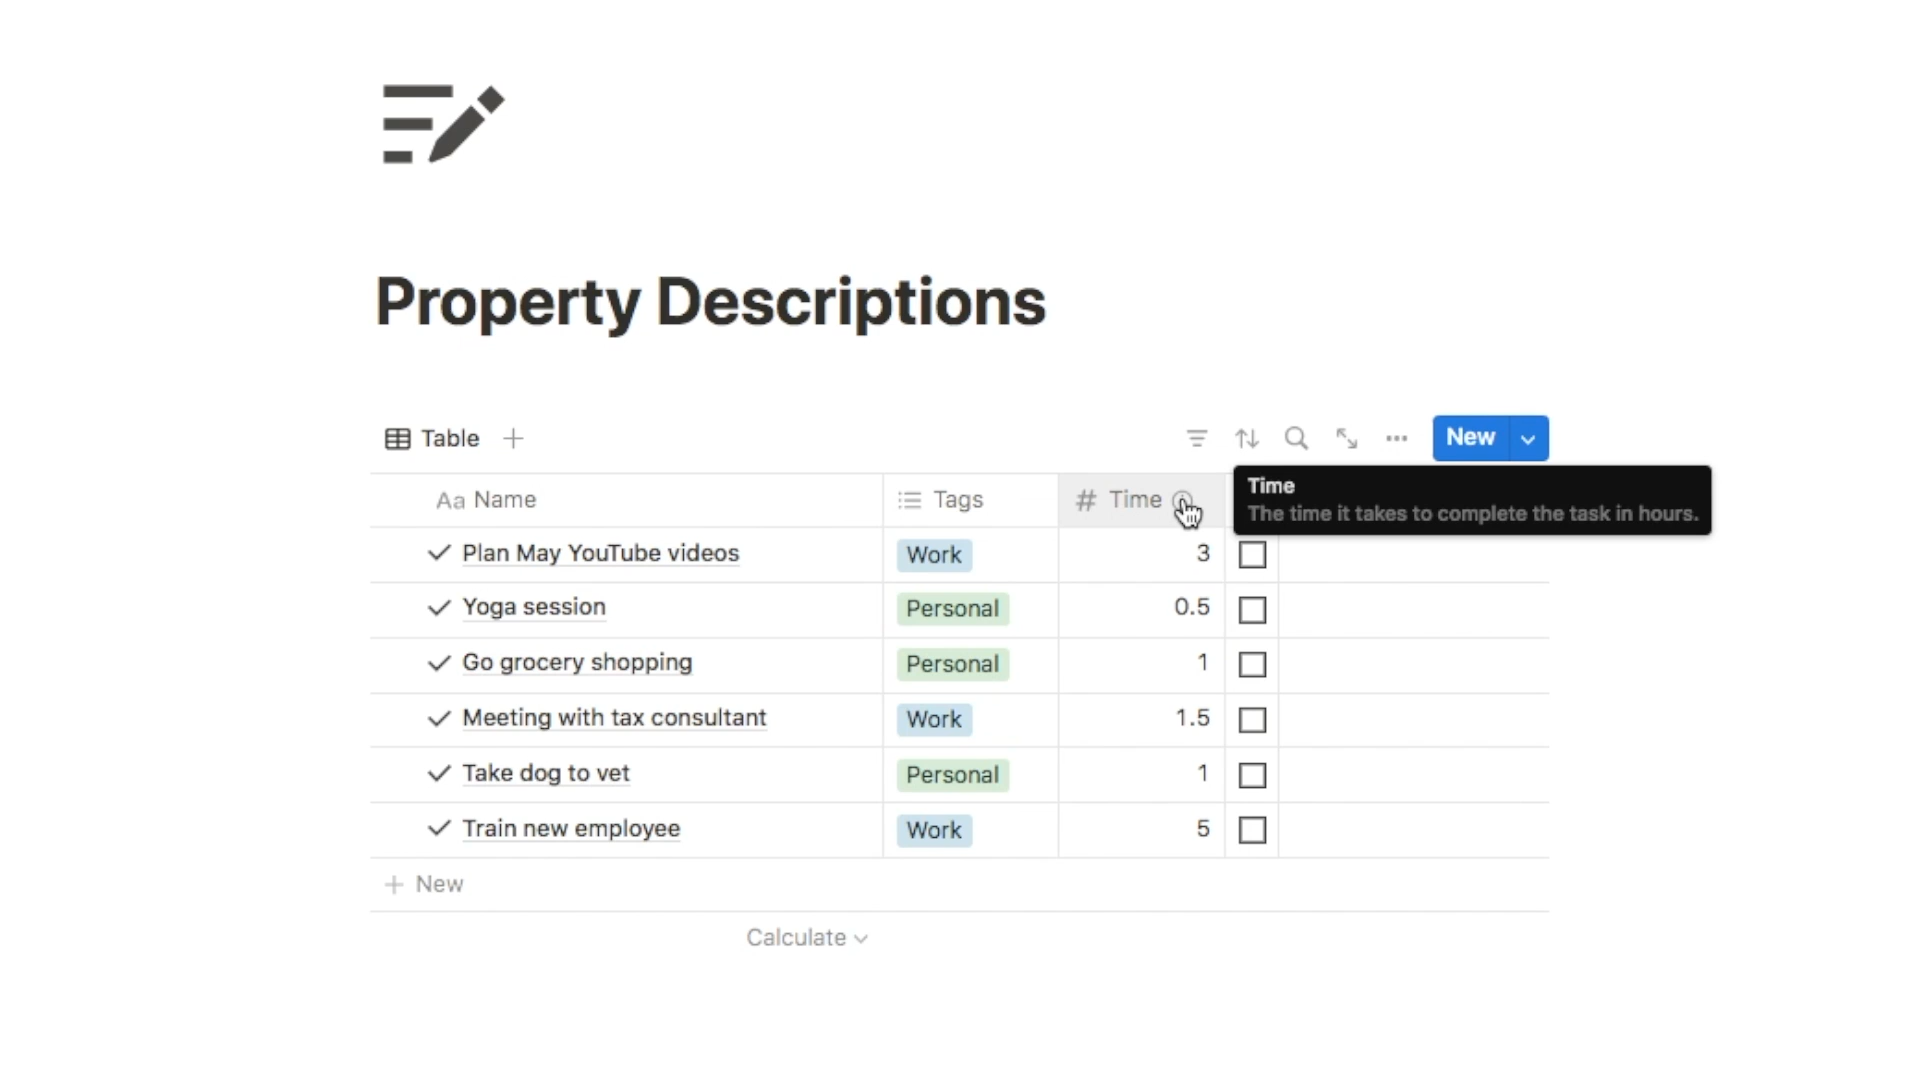 Property Descriptions
Table
New
Time
The time it takes to complete the task in hours.
Aa Name Tags # Time
Plan May YouTube videos Work 3
Yoga session Personal 0.5
Go grocery shopping Personal 1
Meeting with tax consultant Work 1.5
Take dog to vet Personal 1
Train new employee Work 5
+ New
Calculate